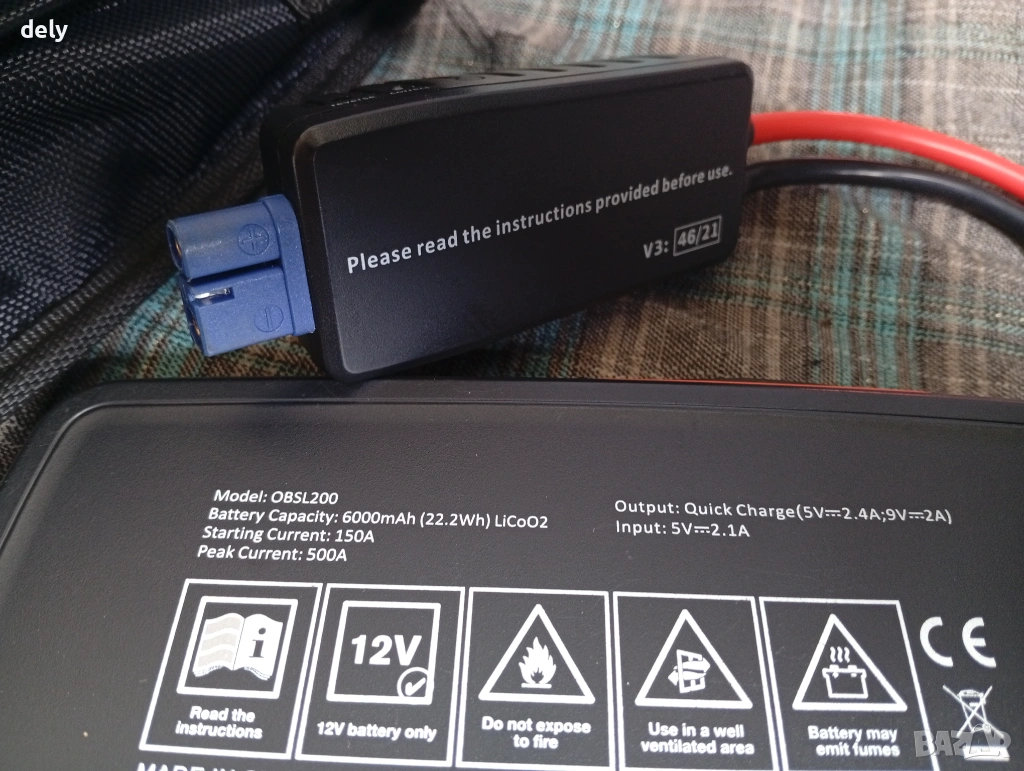 dely
Please read the instructions provided before use.
V3: 46/21
Model: OBSL200
Battery Capacity: 6000mAh (22.2Wh) LiCoO2
Starting Current: 150A
Peak Current: 500A
Output: Quick Charge(5V⎓2.4A;9V⎓2A)
Input: 5V⎓2.1A
i
12V
Read the
instructions
12V battery only
Do not expose
to fire
Use in a well
ventilated area
Battery may
emit fumes
CE
BAZAR
MADE IN